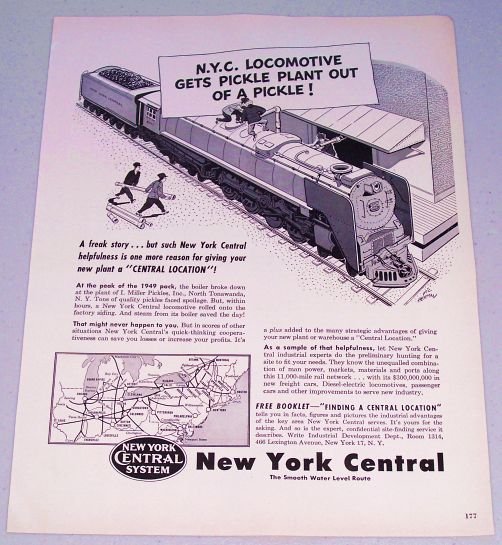 N.Y.C. LOCOMOTIVE
GETS PICKLE PLANT OUT
OF A PICKLE!
NEW YORK CENTRAL
A freak story . . . but such New York Central
helpfulness is one more reason for giving your
new plant a "CENTRAL LOCATION"!
At the peak of the 1949 pack, the boiler broke down
at the plant of I. Miller Pickles, Inc., North Tonawanda,
N. Y. Tons of quality pickles faced spoilage. But, within
hours, a New York Central locomotive rolled onto the
factory siding. And steam from its boiler saved the day!
That might never happen to you. But in scores of other
situations New York Central's quick-thinking coopera-
tiveness can save you losses or increase your profits. It's
a plus added to the many strategic advantages of giving
your new plant or warehouse a "Central Location."
As a sample of that helpfulness, let New York Cen-
tral industrial experts do the preliminary hunting for a
site to fit your needs. They know the unequalled combina-
tion of man power, markets, materials and ports along
this 11,000-mile rail network . . . with its $300,000,000 in
new freight cars, Diesel-electric locomotives, passenger
cars and other improvements to serve new industry.
FREE BOOKLET—"FINDING A CENTRAL LOCATION"
tells you in facts, figures and pictures the industrial advantages
of the key area New York Central serves. It's yours for the
asking. And so is the expert, confidential site-finding service it
describes. Write Industrial Development Dept., Room 1314,
466 Lexington Avenue, New York 17, N. Y.
NEW YORK
CENTRAL
SYSTEM
New York Central
The Smooth Water Level Route
177